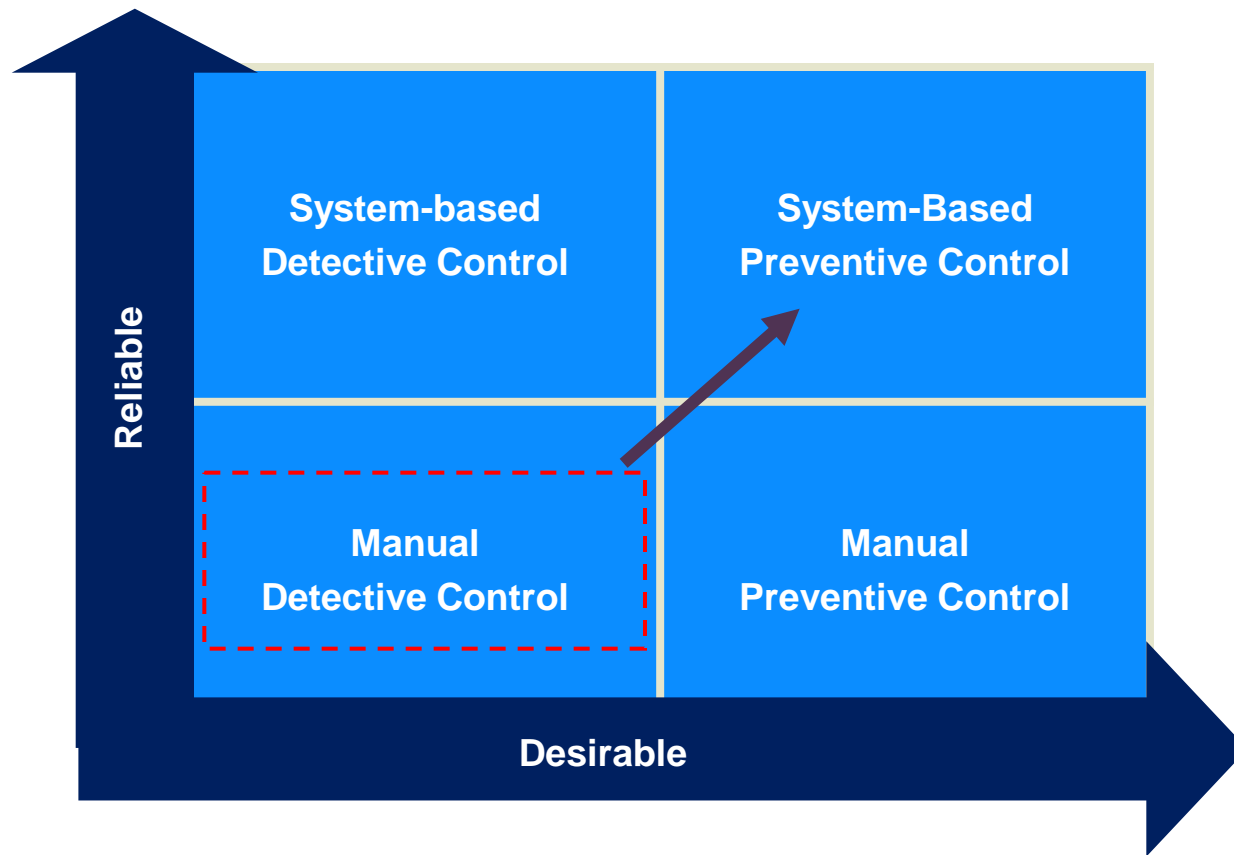 System-based
Detective Control
System-Based
Preventive Control
Reliable
Manual
Detective Control
Manual
Preventive Control
Desirable